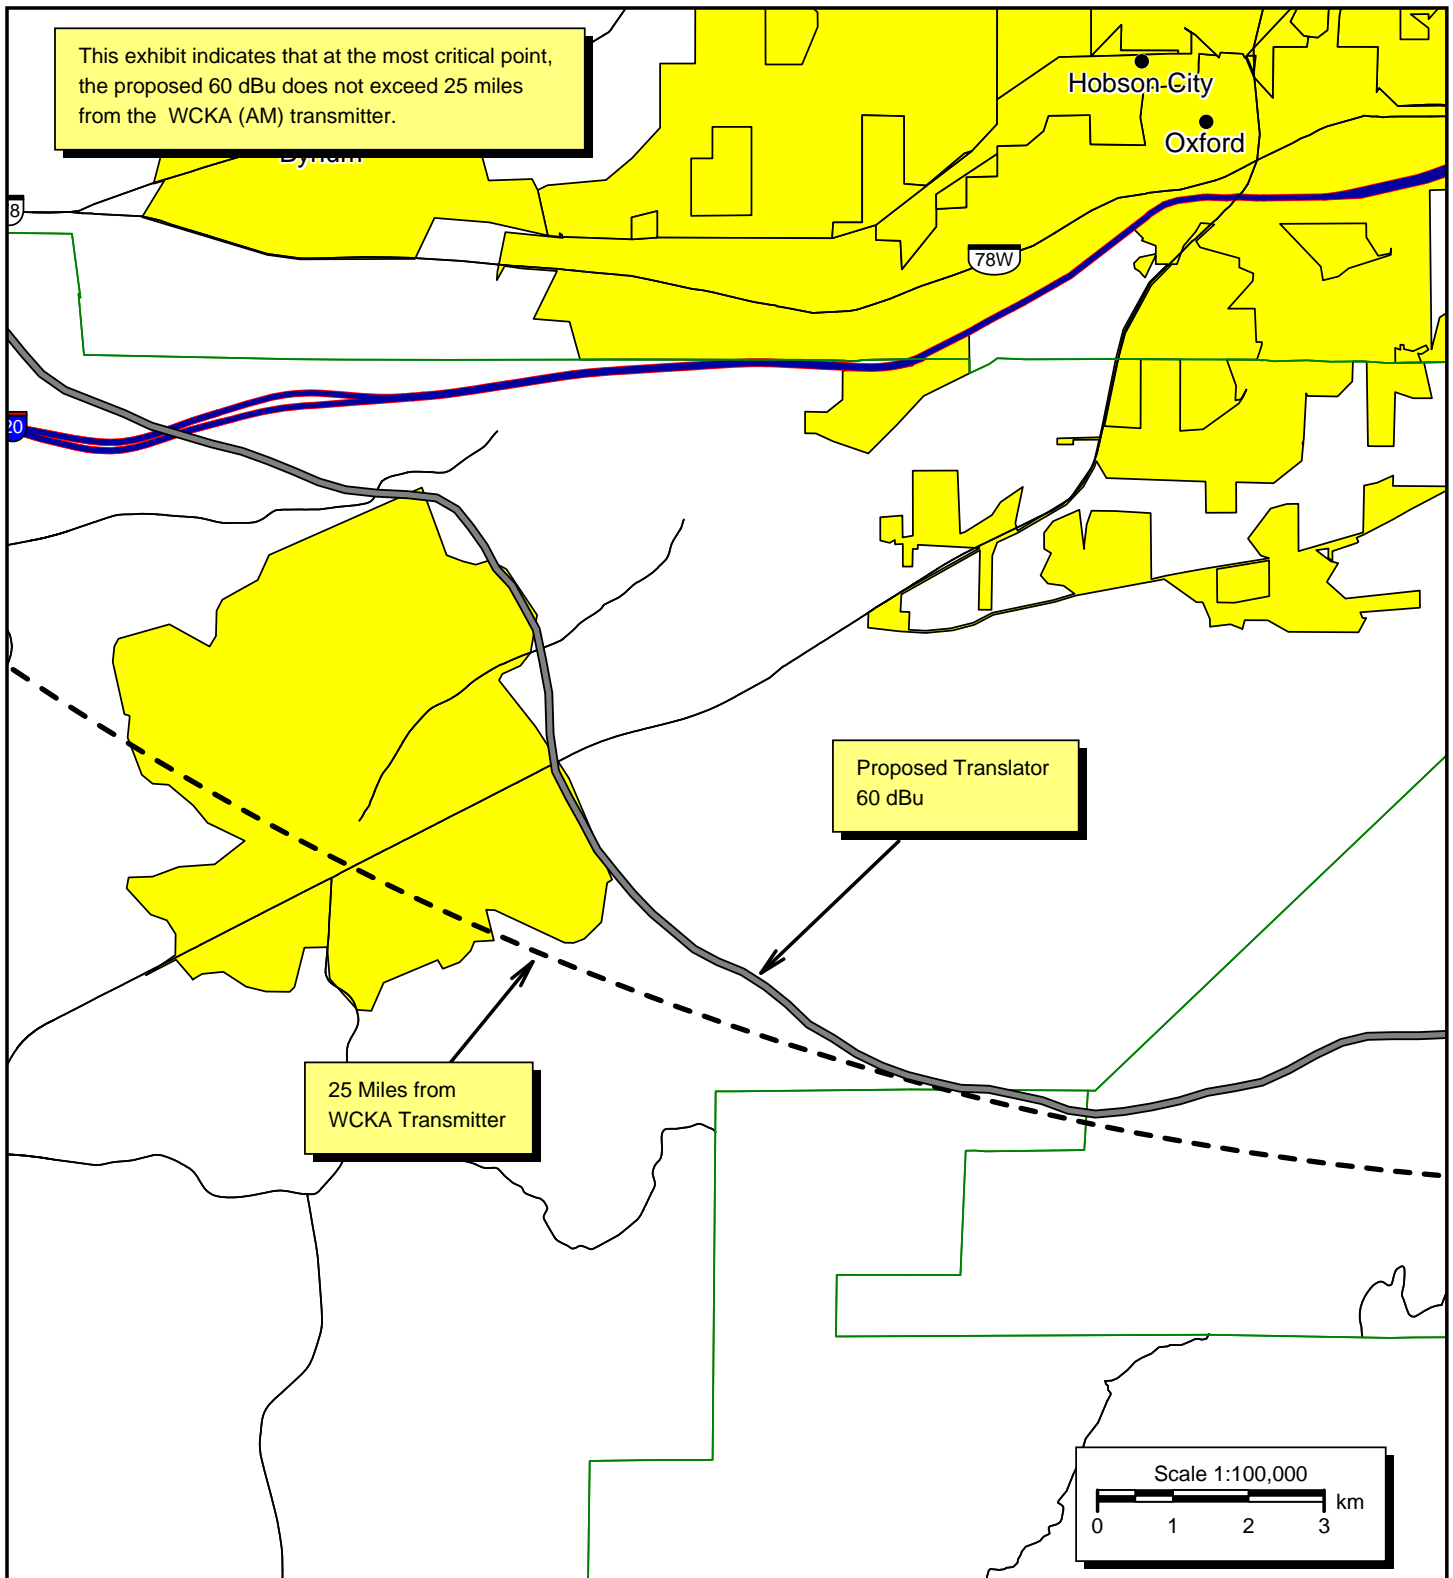 This exhibit indicates that at the most critical point,
the proposed 60 dBu does not exceed 25 miles
from the WCKA (AM) transmitter.
Hobson City
Oxford
8
78W
20
Proposed Translator
60 dBu
25 Miles from
WCKA Transmitter
Scale 1:100,000
km
0 1 2 3